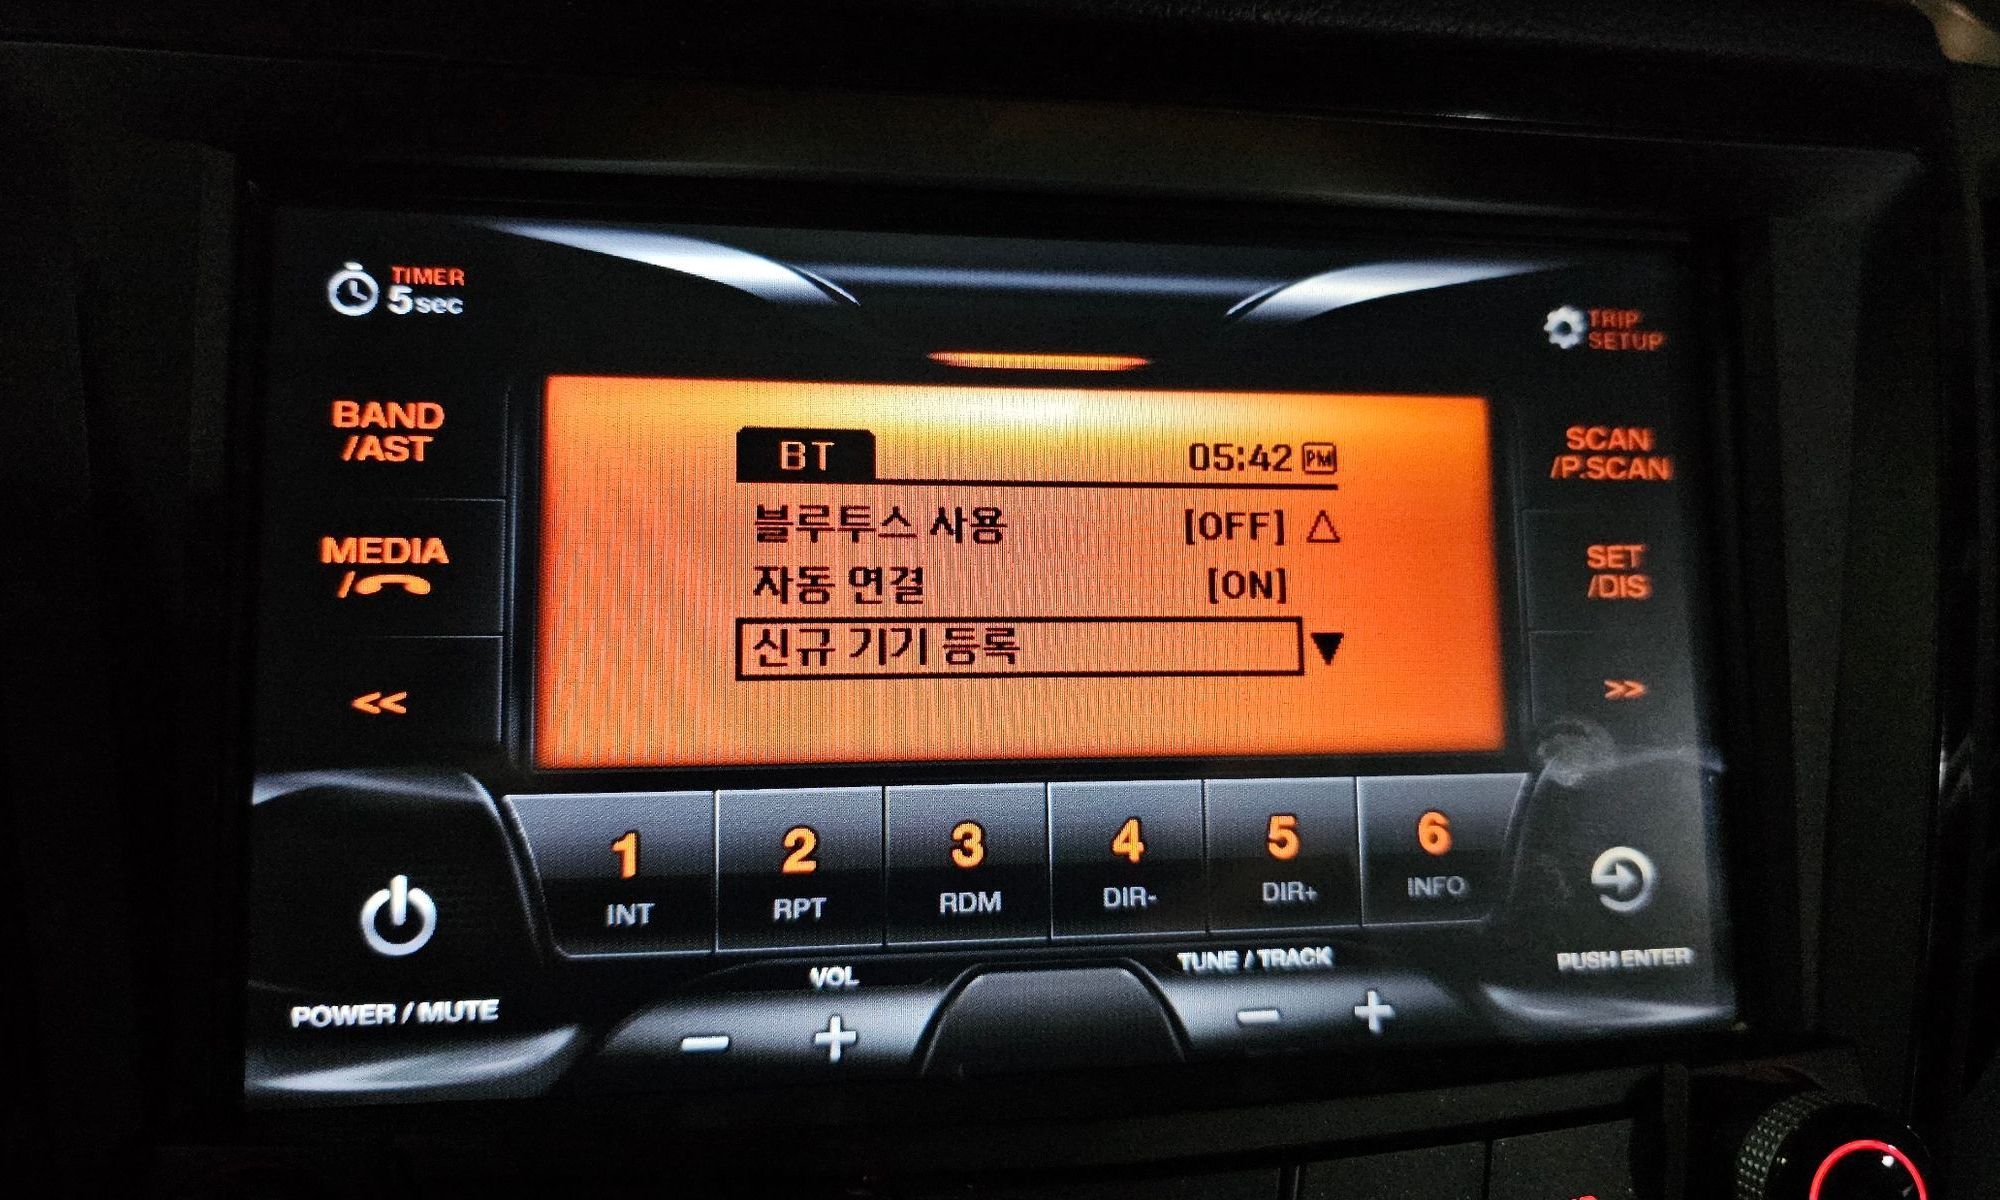 TIMER
5sec
TRIP
SETUP
BAND
/AST
MEDIA
/
<<
BT
05:42 PM
블루투스 사용 [OFF] △
자동 연결 [ON]
신규 기기 등록 ▼
SCAN
/P.SCAN
SET
/DIS
>>
1 2 3 4 5 6
INT RPT RDM DIR- DIR+ INFO
POWER / MUTE
VOL
- +
TUNE / TRACK
- +
PUSH ENTER